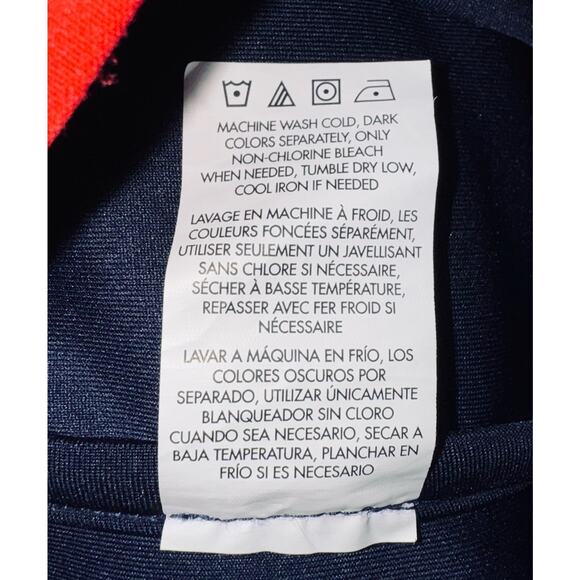 MACHINE WASH COLD, DARK
COLORS SEPARATELY, ONLY
NON-CHLORINE BLEACH
WHEN NEEDED, TUMBLE DRY LOW,
COOL IRON IF NEEDED
LAVAGE EN MACHINE À FROID, LES
COULEURS FONCÉES SÉPARÉMENT,
UTILISER SEULEMENT UN JAVELLISANT
SANS CHLORE SI NÉCESSAIRE,
SÉCHER À BASSE TEMPÉRATURE,
REPASSER AVEC FER FROID SI
NÉCESSAIRE
LAVAR A MÁQUINA EN FRÍO, LOS
COLORES OSCUROS POR
SEPARADO, UTILIZAR ÚNICAMENTE
BLANQUEADOR SIN CLORO
CUANDO SEA NECESARIO, SECAR A
BAJA TEMPERATURA, PLANCHAR EN
FRÍO SI ES NECESARIO